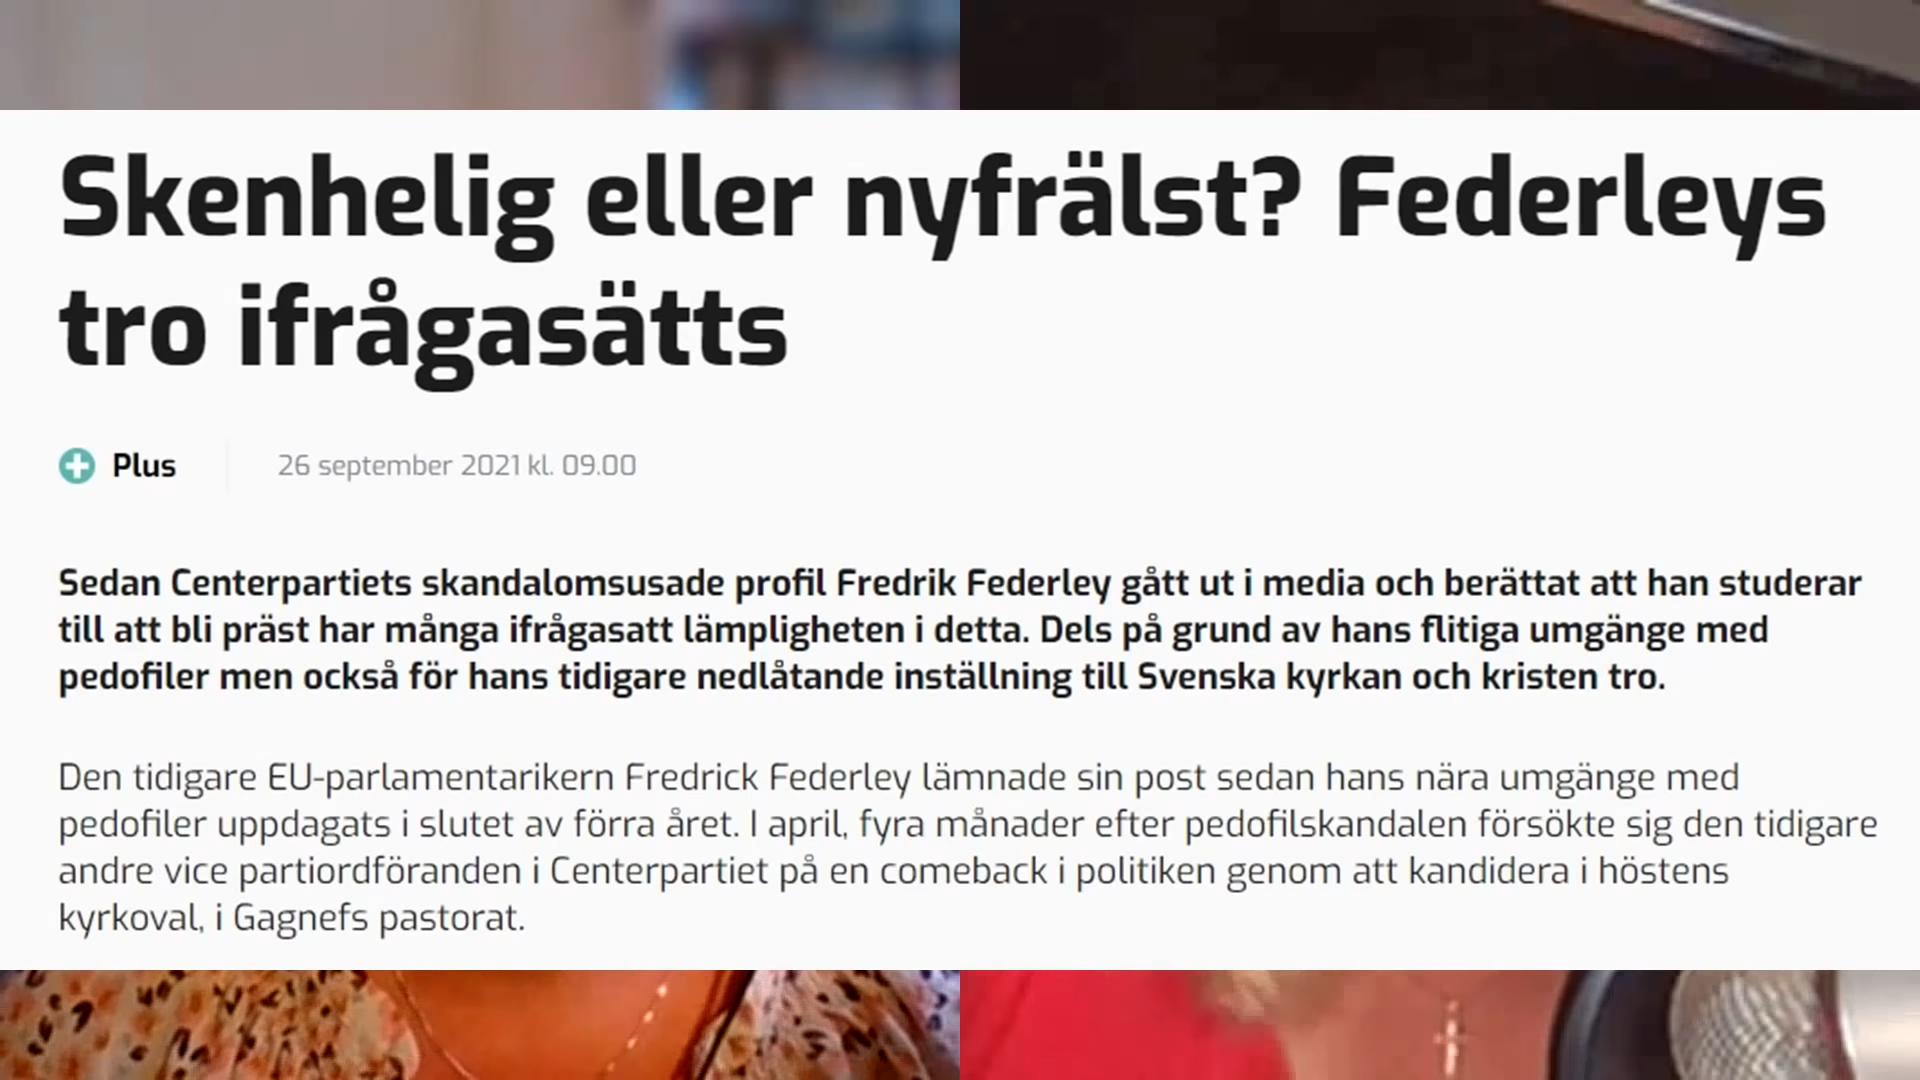 Skenhelig eller nyfrälst? Federleys
tro ifrågasätts
Plus
26 september 2021 kl. 09.00
Sedan Centerpartiets skandalomsusade profil Fredrik Federley gått ut i media och berättat att han studerar
till att bli präst har många ifrågasatt lämpligheten i detta. Dels på grund av hans flitiga umgänge med
pedofiler men också för hans tidigare nedlåtande inställning till Svenska kyrkan och kristen tro.
Den tidigare EU-parlamentarikern Fredrick Federley lämnade sin post sedan hans nära umgänge med
pedofiler uppdagats i slutet av förra året. I april, fyra månader efter pedofilskandalen försökte sig den tidigare
andre vice partiordföranden i Centerpartiet på en comeback i politiken genom att kandidera i höstens
kyrkoval, i Gagnefs pastorat.